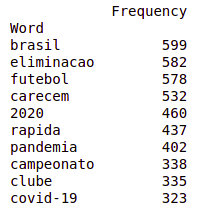 Frequency
Word
brasil 599
eliminacao 582
futebol 578
carecem 532
2020 460
rapida 437
pandemia 402
campeonato 338
clube 335
covid-19 323